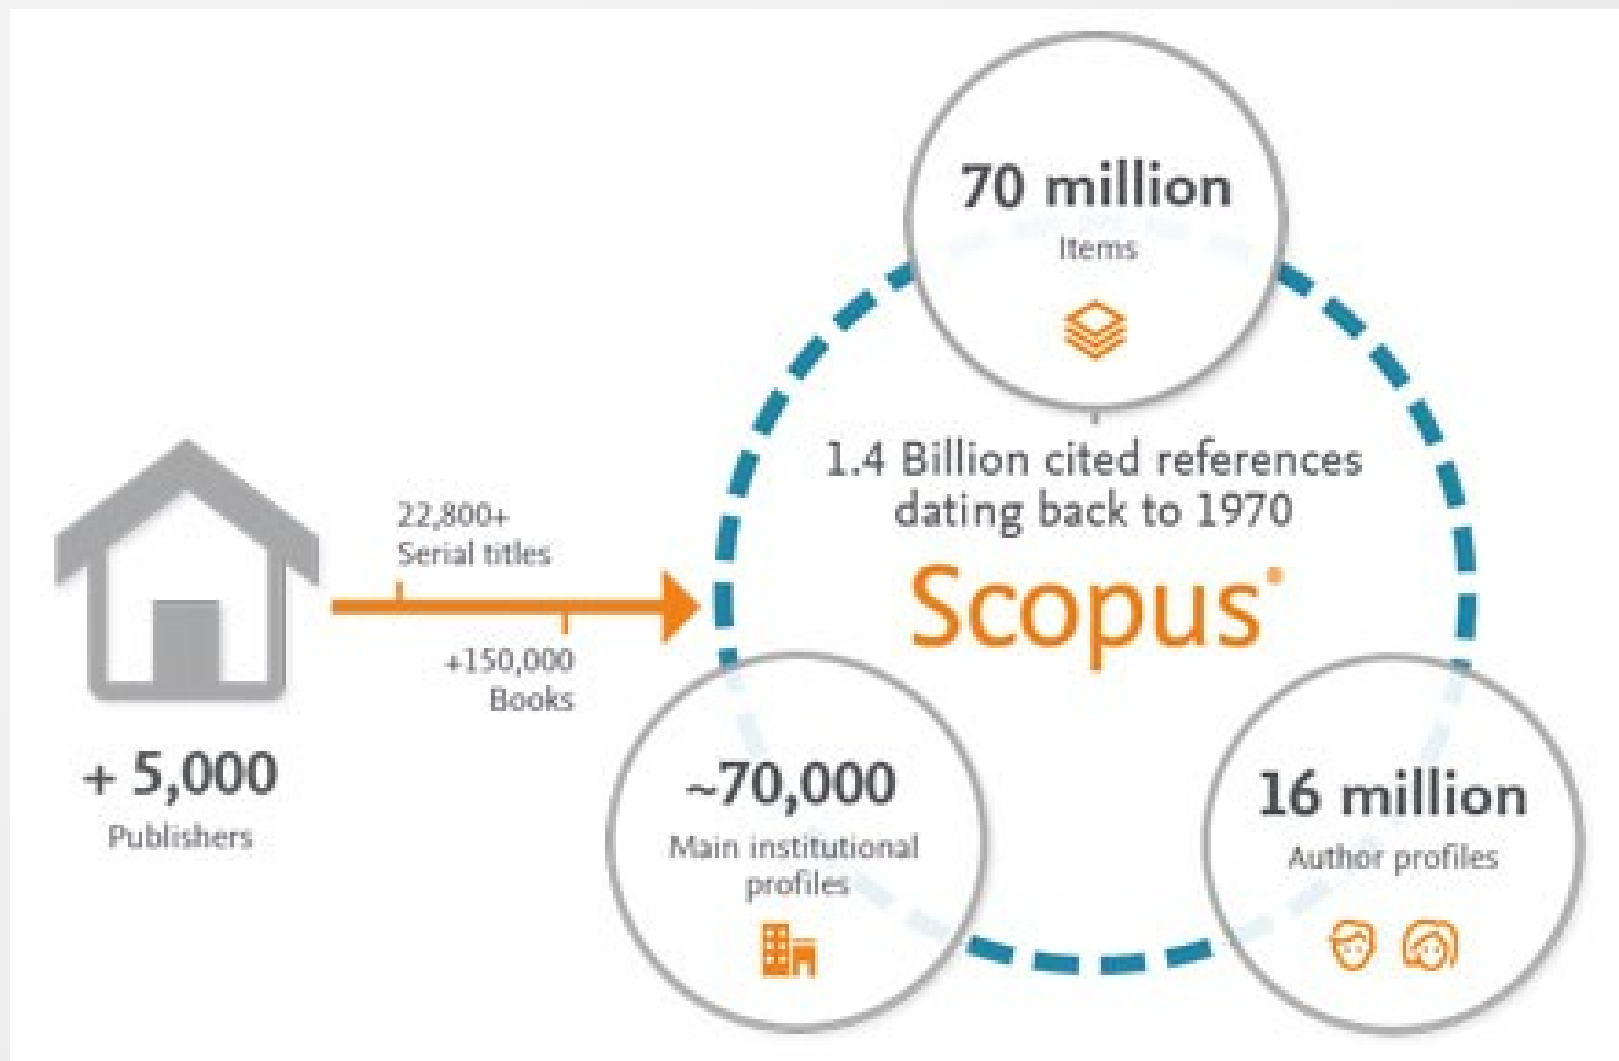 70 million
Items
1.4 Billion cited references
dating back to 1970
Scopus®
22,800+
Serial titles
+150,000
Books
+ 5,000
Publishers
~70,000
Main institutional
profiles
16 million
Author profiles